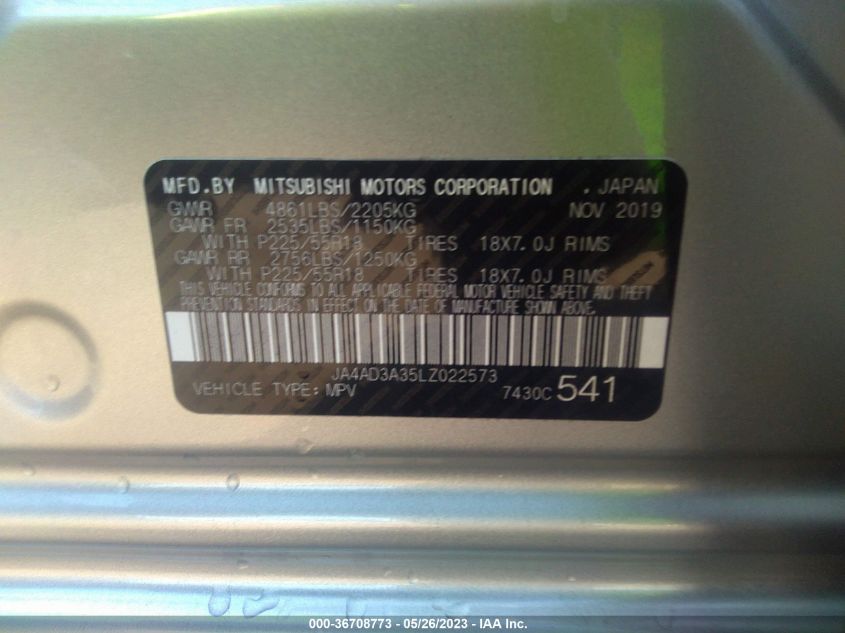 MFD.BY MITSUBISHI MOTORS CORPORATION . JAPAN
GVWR 4861LBS/2205KG NOV 2019
GAWR FR 2535LBS/1150KG
WITH P225/55R18 TIRES 18X7.0J RIMS
GAWR RR 2756LBS/1250KG
WITH P225/55R18 TIRES 18X7.0J RIMS
THIS VEHICLE CONFORMS TO ALL APPLICABLE FEDERAL MOTOR VEHICLE SAFETY AND THEFT
PREVENTION STANDARDS IN EFFECT ON THE DATE OF MANUFACTURE SHOWN ABOVE.
JA4AD3A35LZ022573
VEHICLE TYPE: MPV 7430C 541
000-36708773 - 05/26/2023 - IAA Inc.